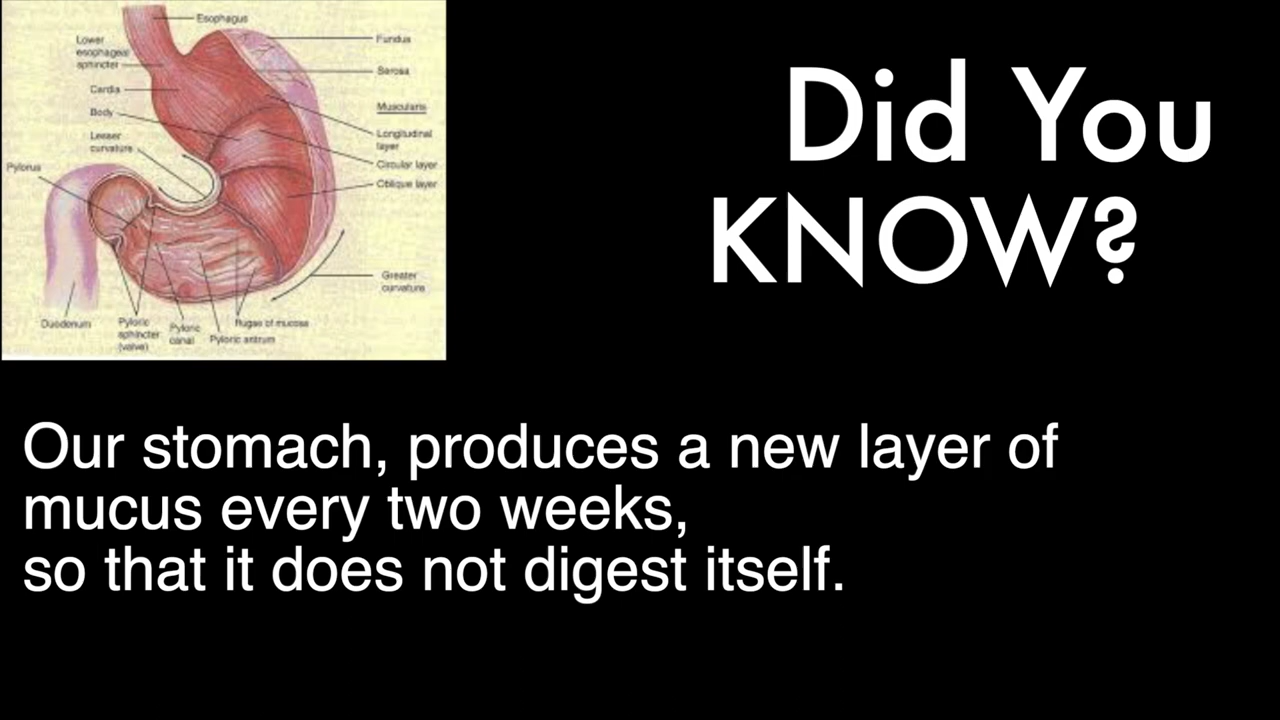 Esophagus
Fundus
Lower
esophageal
sphincter
Serosa
Cardia
Muscularis
Body
Longitudinal
layer
Lesser
curvature
Circular layer
Pylorus
Oblique layer
Greater
curvature
Duodenum
Pyloric
sphincter
(valve)
Pyloric
canal
Rugae of mucosa
Pyloric antrum
Did You
KNOW?
Our stomach, produces a new layer of
mucus every two weeks,
so that it does not digest itself.